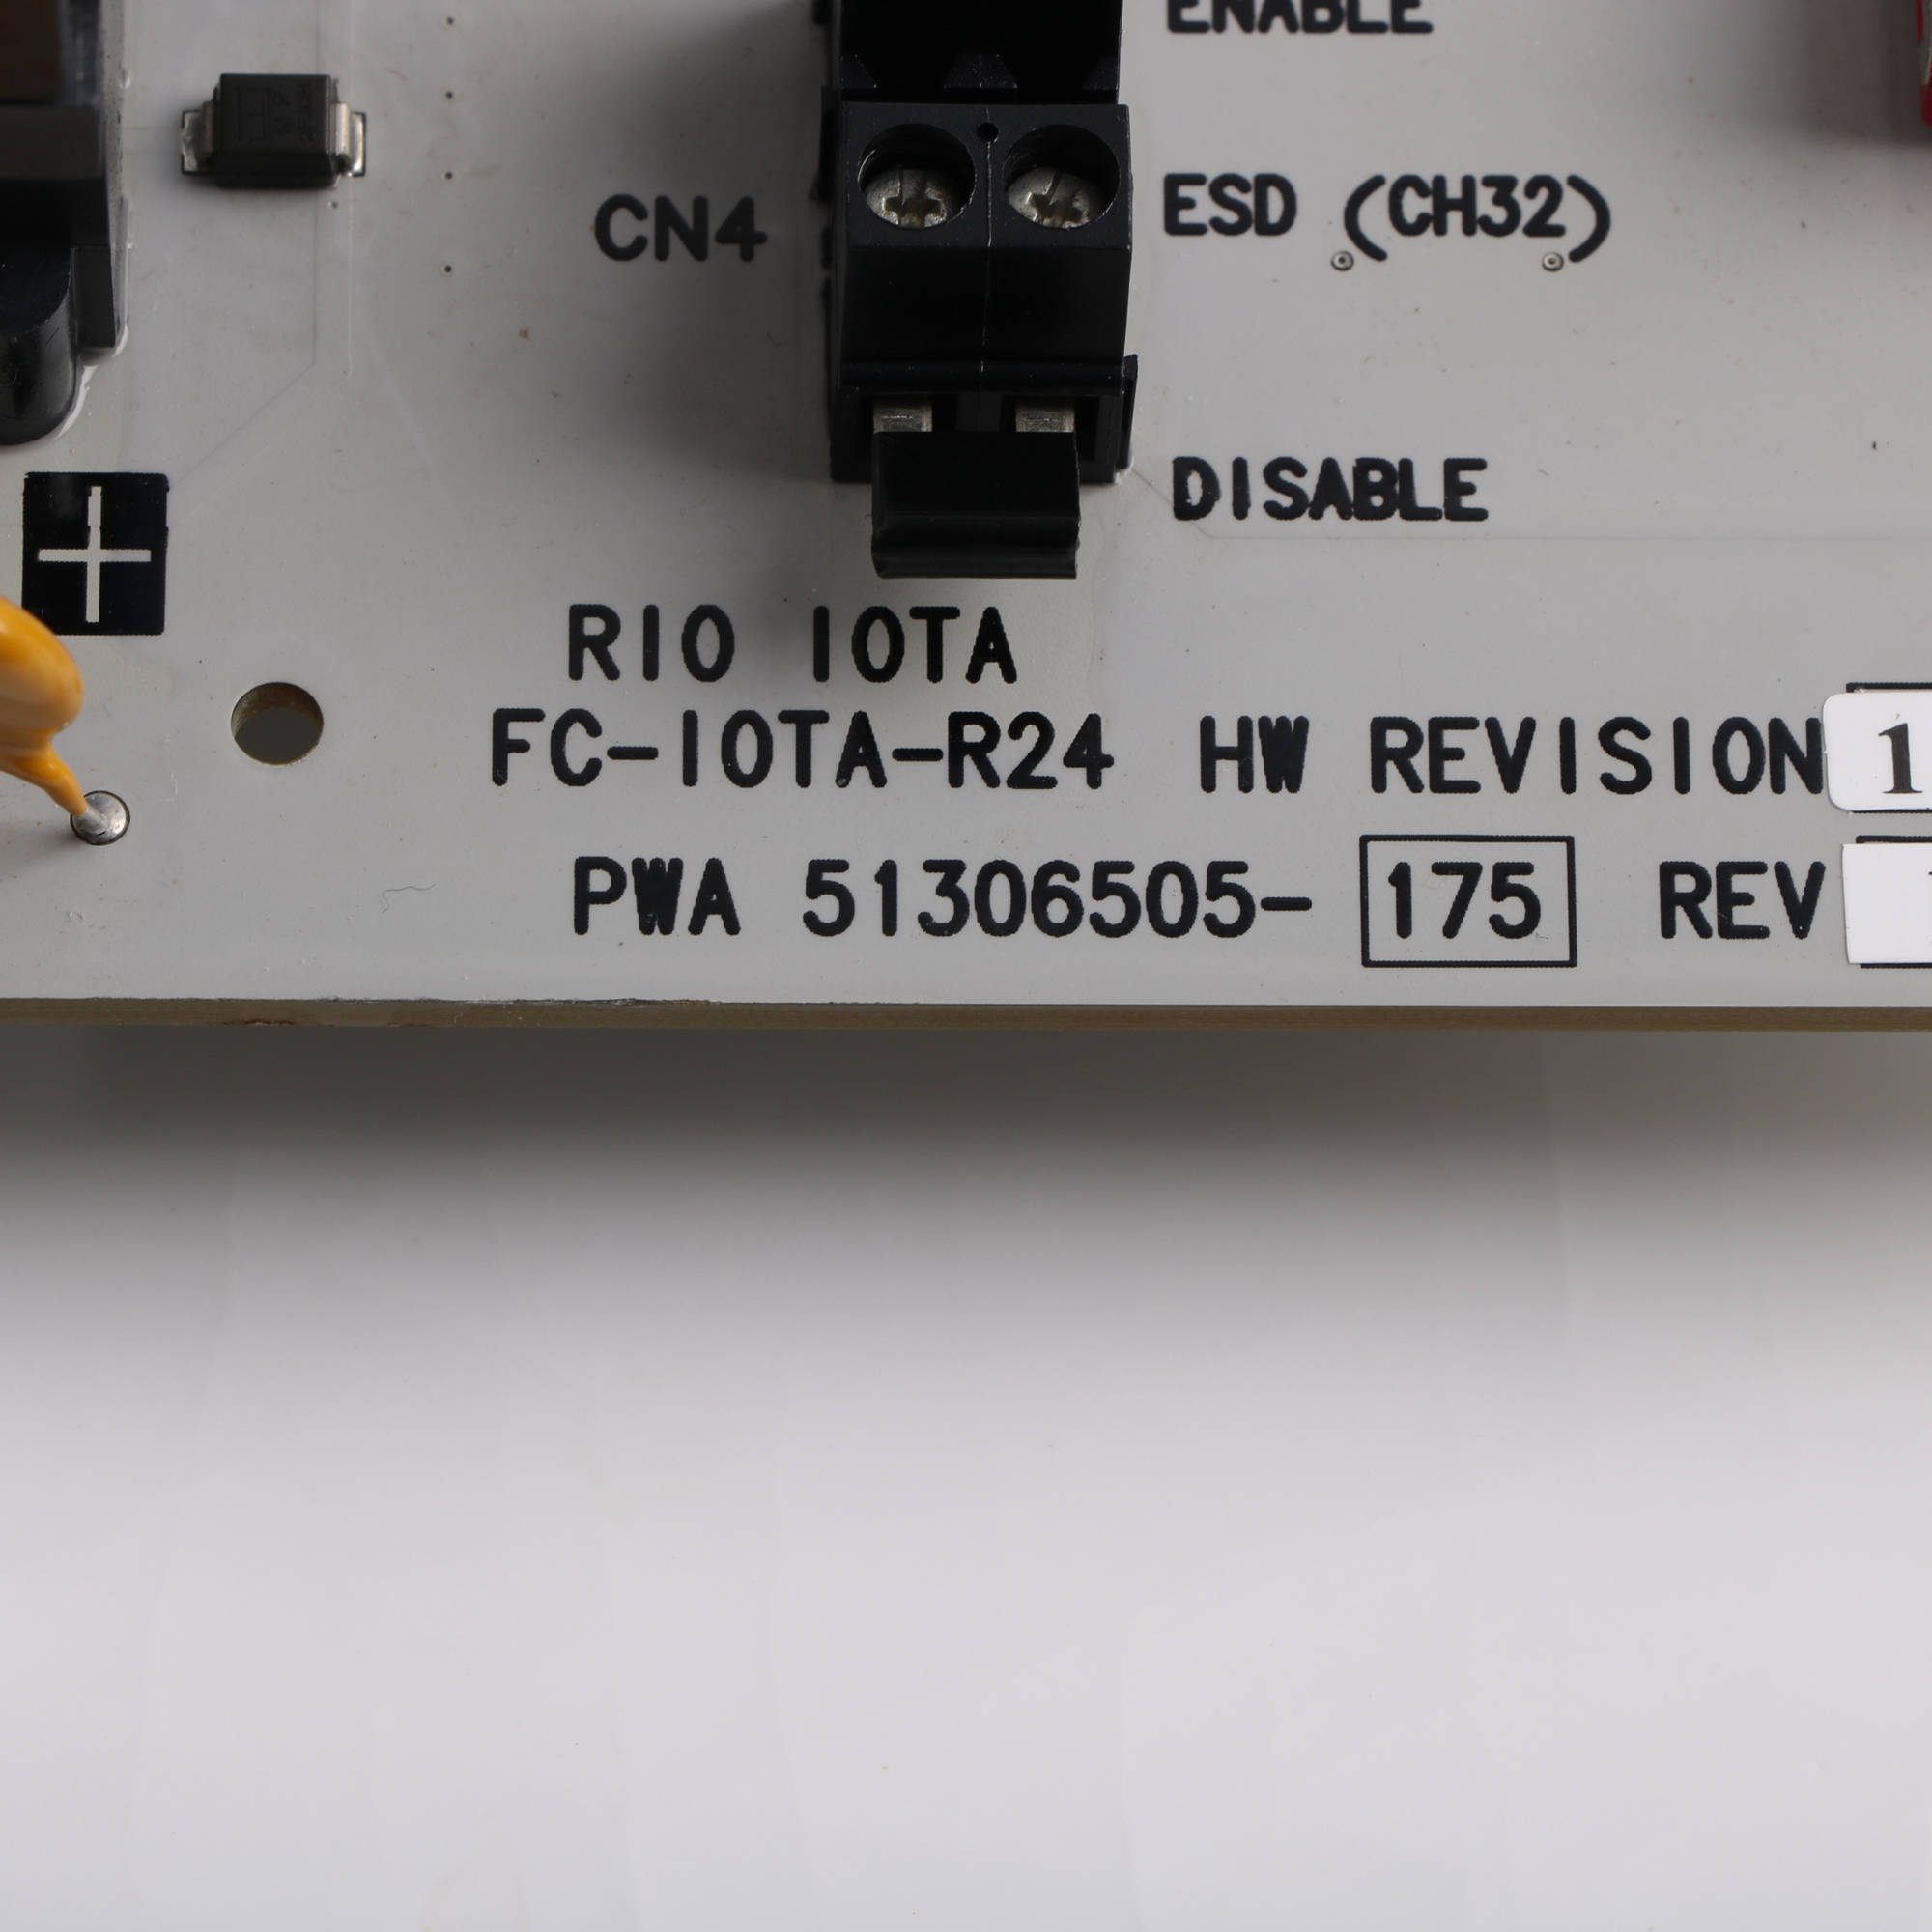 ENABLE
CN4
ESD (CH32)
DISABLE
RIO IOTA
FC-IOTA-R24 HW REVISION 1
PWA 51306505- 175 REV